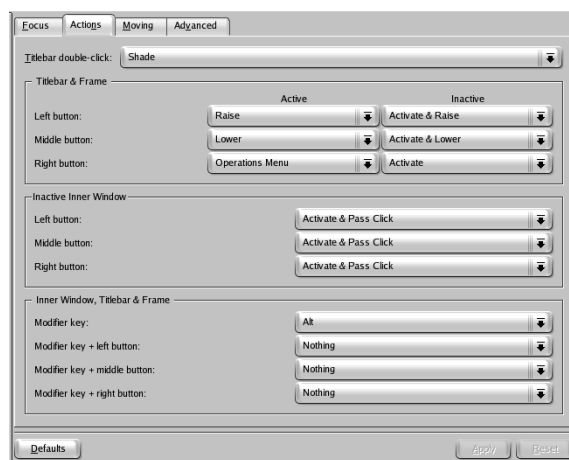 Focus Actions Moving Advanced
Titlebar double-click: Shade
Titlebar & Frame
Active Inactive
Left button: Raise Activate & Raise
Middle button: Lower Activate & Lower
Right button: Operations Menu Activate
Inactive Inner Window
Left button: Activate & Pass Click
Middle button: Activate & Pass Click
Right button: Activate & Pass Click
Inner Window, Titlebar & Frame
Modifier key: Alt
Modifier key + left button: Nothing
Modifier key + middle button: Nothing
Modifier key + right button: Nothing
Defaults Apply Reset